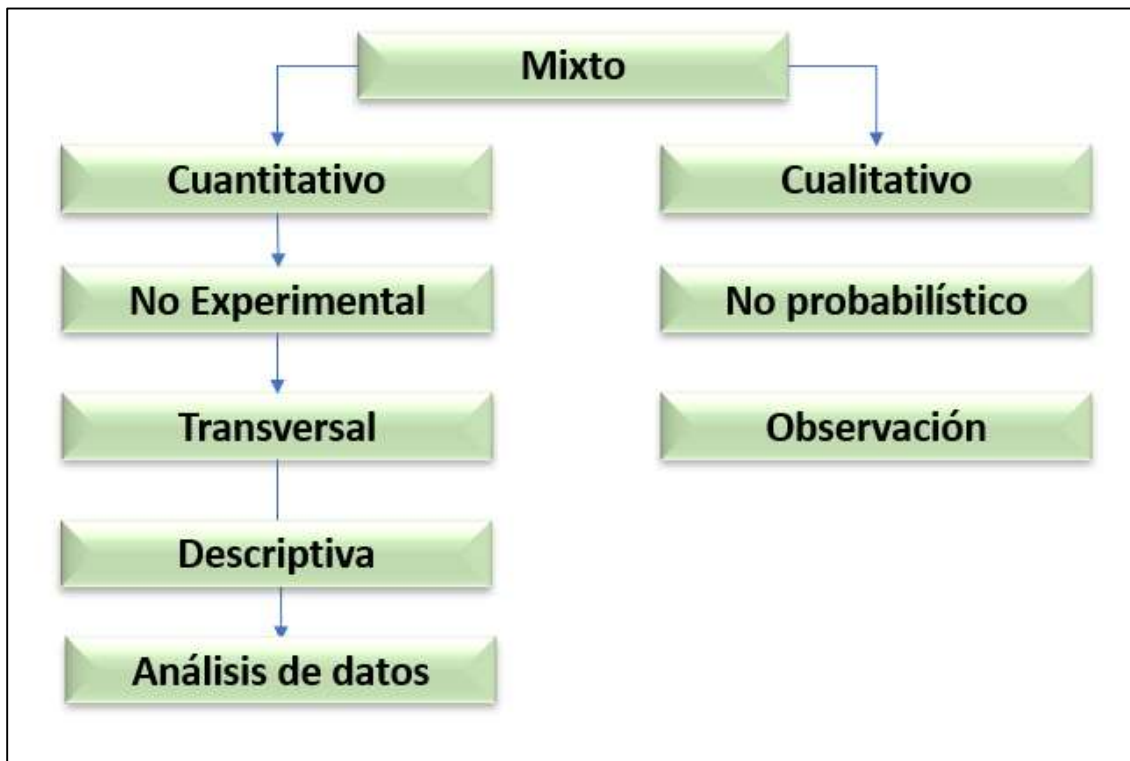 Mixto
Cuantitativo
Cualitativo
No Experimental
No probabilístico
Transversal
Observación
Descriptiva
Análisis de datos